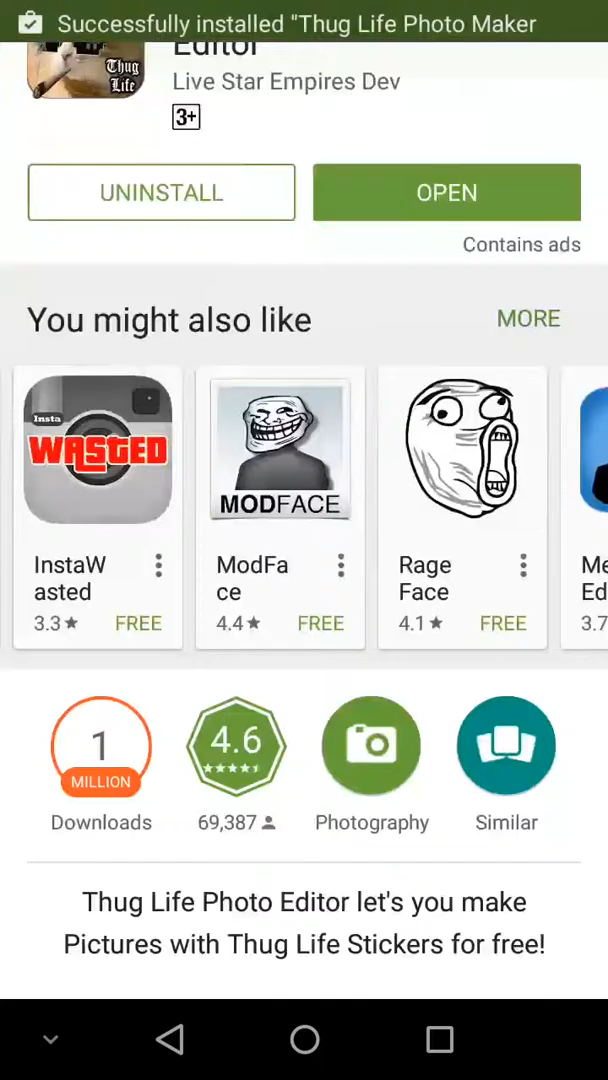 Successfully installed "Thug Life Photo Maker
Editor
Thug
Life
Live Star Empires Dev
3+
UNINSTALL
OPEN
Contains ads
You might also like
MORE
Insta
WASTED
MODFACE
InstaW
asted
3.3★
FREE
ModFa
ce
4.4★
FREE
Rage
Face
4.1★
FREE
Me
Ed
3.7
1
MILLION
Downloads
4.6
69,387
Photography
Similar
Thug Life Photo Editor let's you make
Pictures with Thug Life Stickers for free!